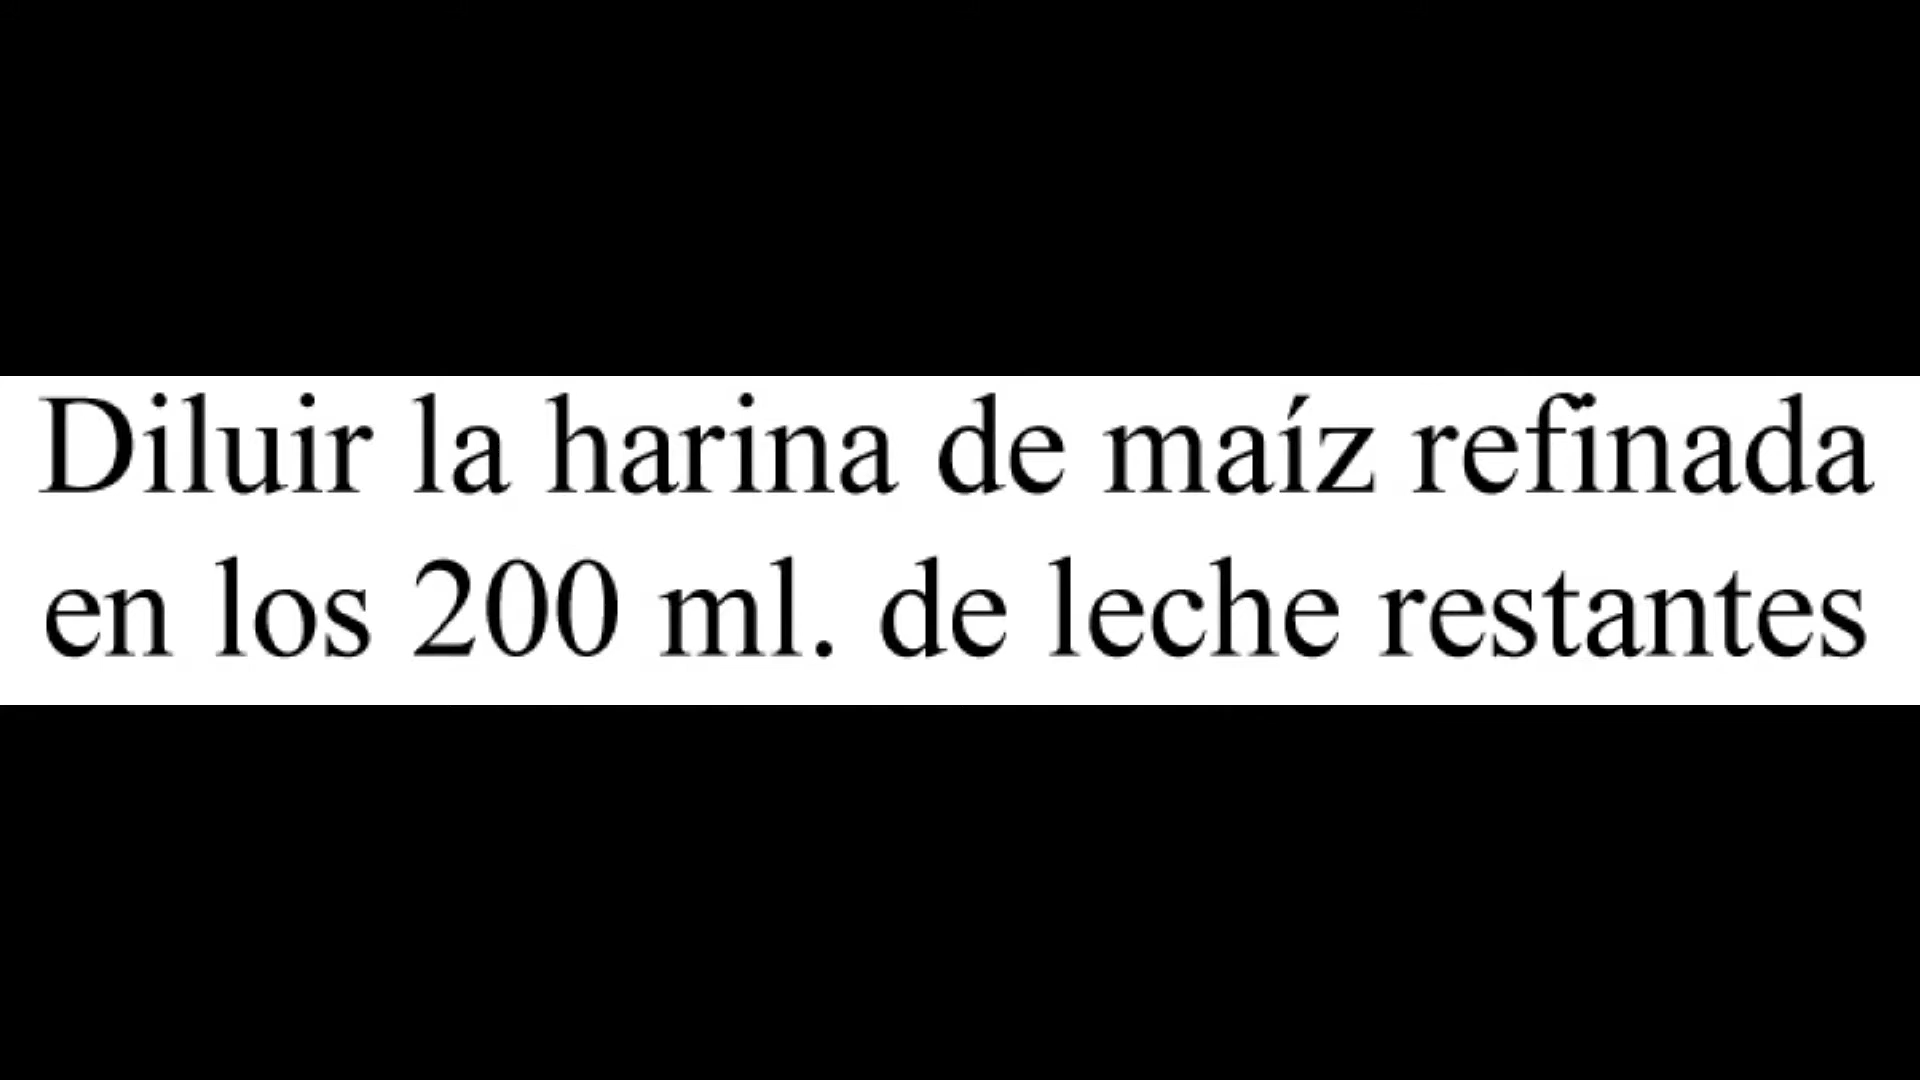 Diluir la harina de maíz refinada
en los 200 ml. de leche restantes